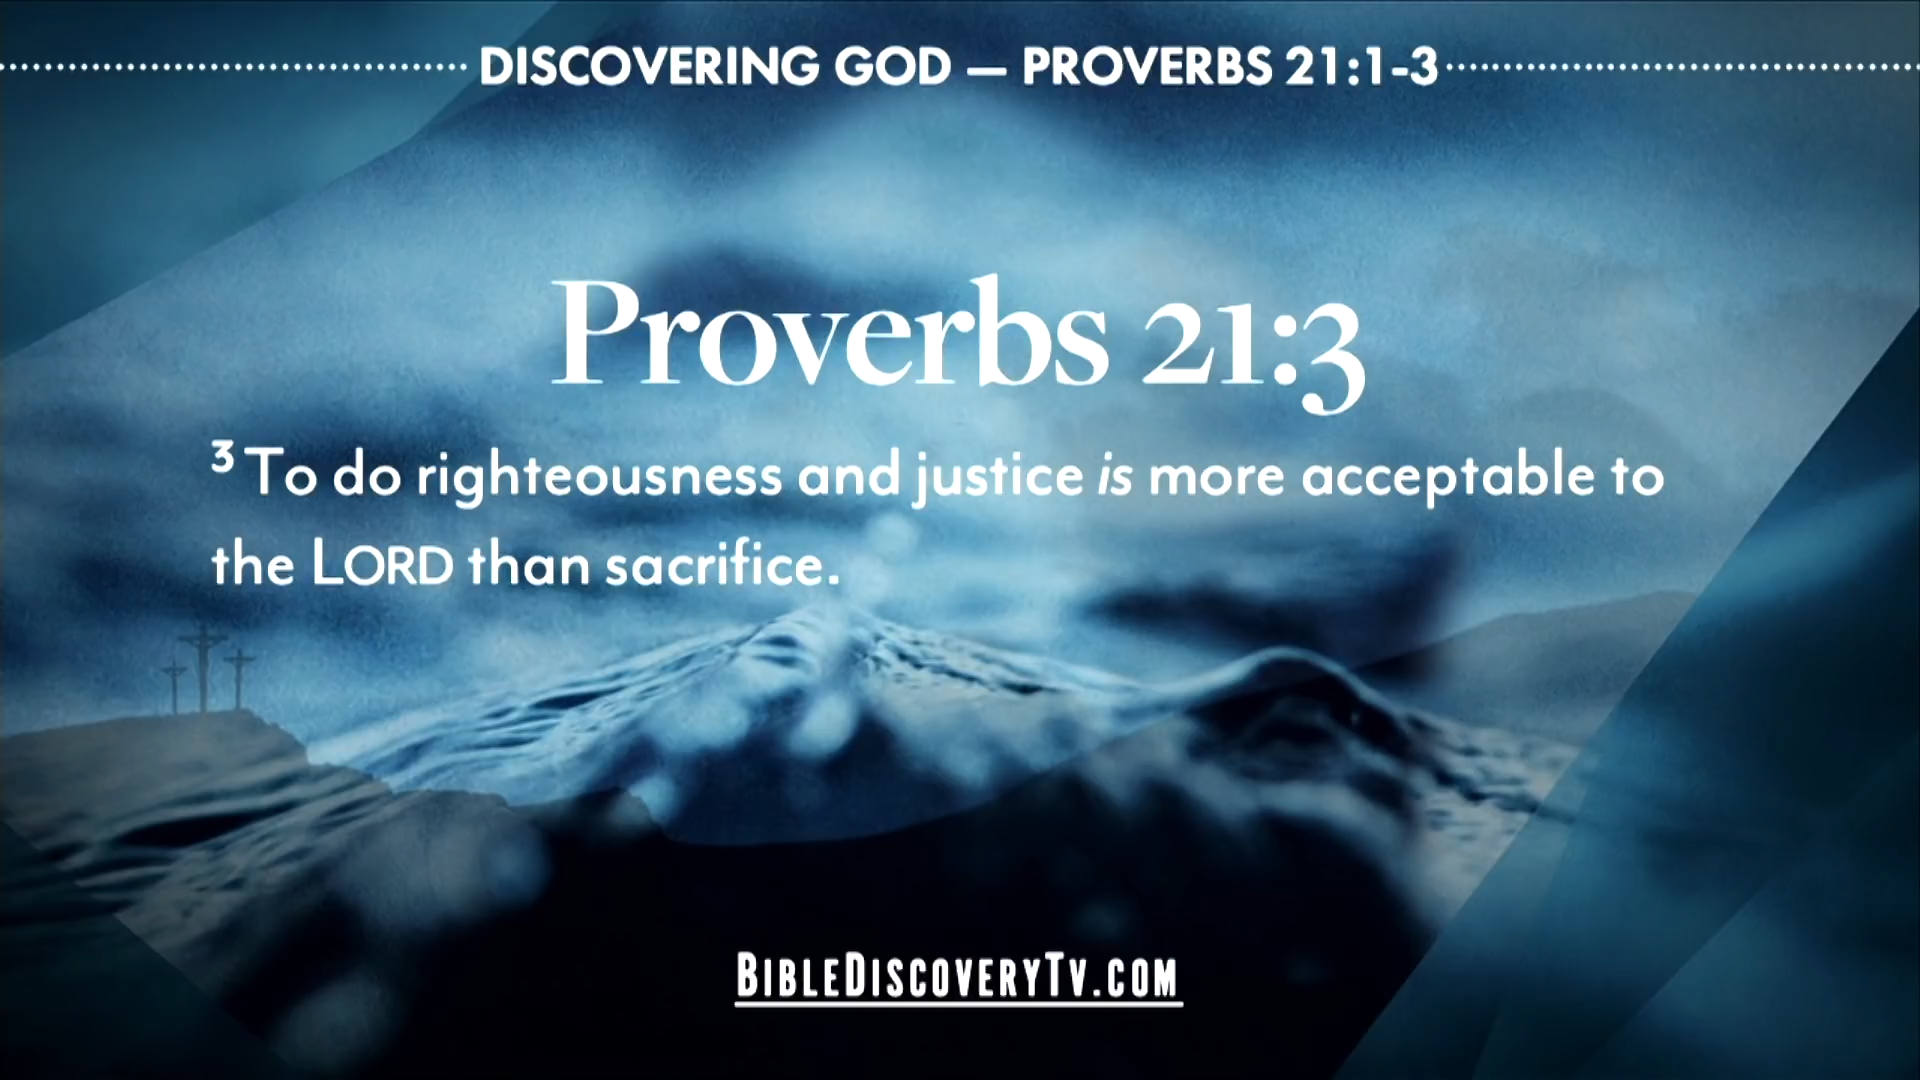 DISCOVERING GOD — PROVERBS 21:1-3
Proverbs 21:3
3 To do righteousness and justice is more acceptable to
the LORD than sacrifice.
BIBLEDISCOVERYTV.COM